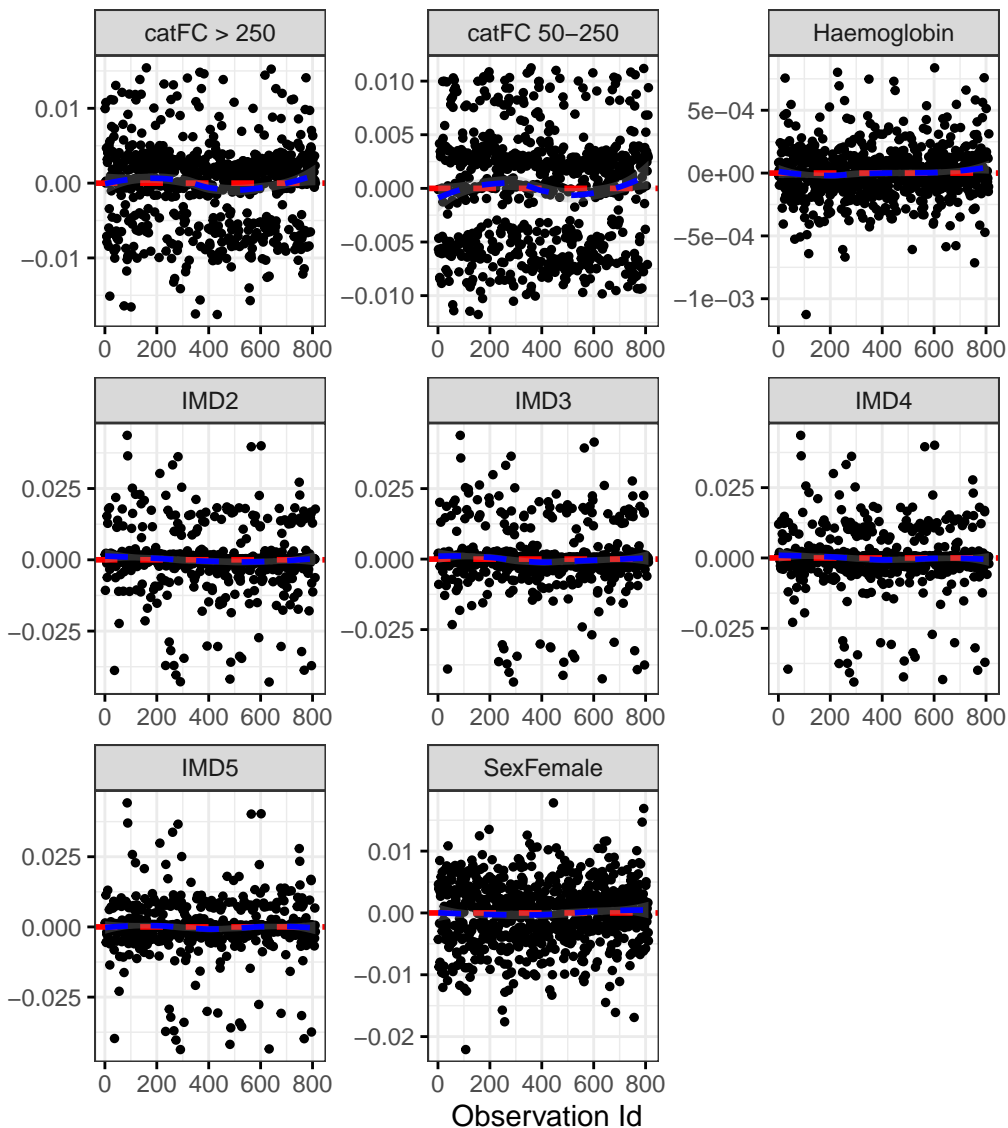 catFC > 250 catFC 50−250 Haemoglobin
0.01 0.010 5e−04
0.005
0.00 0.000 0e+00
−0.005 −5e−04
−0.01 −0.010 −1e−03
0 200 400 600 800 0 200 400 600 800 0 200 400 600 800
IMD2 IMD3 IMD4
0.025 0.025 0.025
0.000 0.000 0.000
−0.025 −0.025 −0.025
0 200 400 600 800 0 200 400 600 800 0 200 400 600 800
IMD5 SexFemale
0.025 0.01
0.000 0.00
−0.025 −0.01
−0.02
0 200 400 600 800 0 200 400 600 800
Observation Id